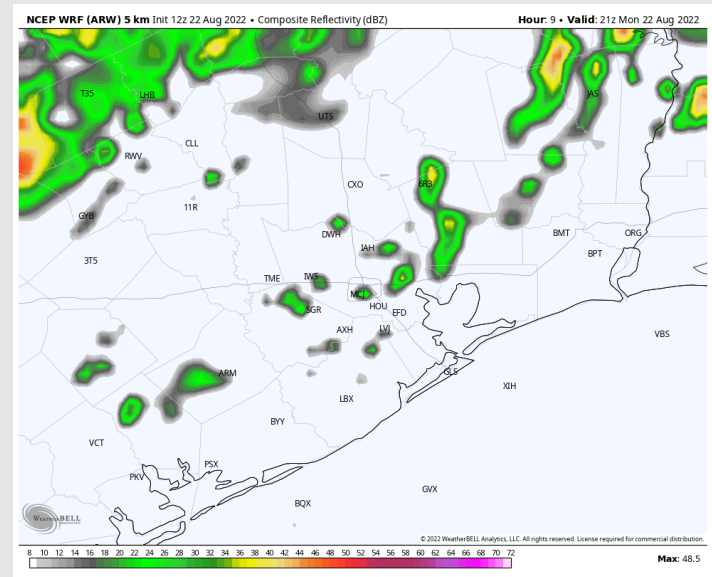 NCEP WRF (ARW) 5 km Init 12z 22 Aug 2022 • Composite Reflectivity (dBZ) Hour: 9 • Valid: 21z Mon 22 Aug 2022
T35 LHB JAS
UTS
CLL
RWV
CXO 6R3
11R
GYB
DWH BMT ORG
IAH BPT
3T5
TME IWS
MCJ
HOU
SGR EFD
AXH LVJ VBS
ARM GLS
XIH
LBX
BYY
VCT
PSX
PKV
GVX
BQX
WeatherBELL
© 2022 WeatherBELL Analytics, LLC. All rights reserved. License required for commercial distribution.
8 10 12 14 16 18 20 22 24 26 28 30 32 34 36 38 40 42 44 46 48 50 52 54 56 58 60 62 64 66 68 70 72
Max: 48.5